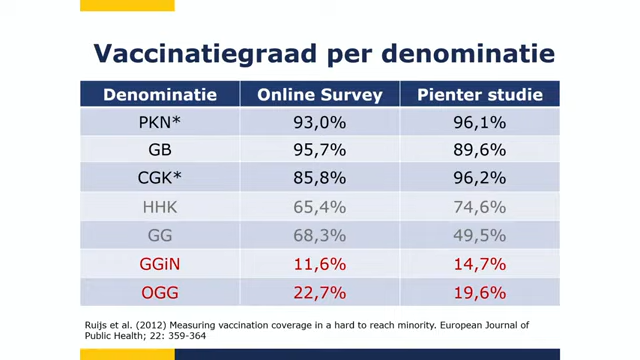 Vaccinatiegraad per denominatie
Denominatie Online Survey Pienter studie
PKN* 93,0% 96,1%
GB 95,7% 89,6%
CGK* 85,8% 96,2%
HHK 65,4% 74,6%
GG 68,3% 49,5%
GGiN 11,6% 14,7%
OGG 22,7% 19,6%
Ruijs et al. (2012) Measuring vaccination coverage in a hard to reach minority. European Journal of
Public Health; 22: 359-364